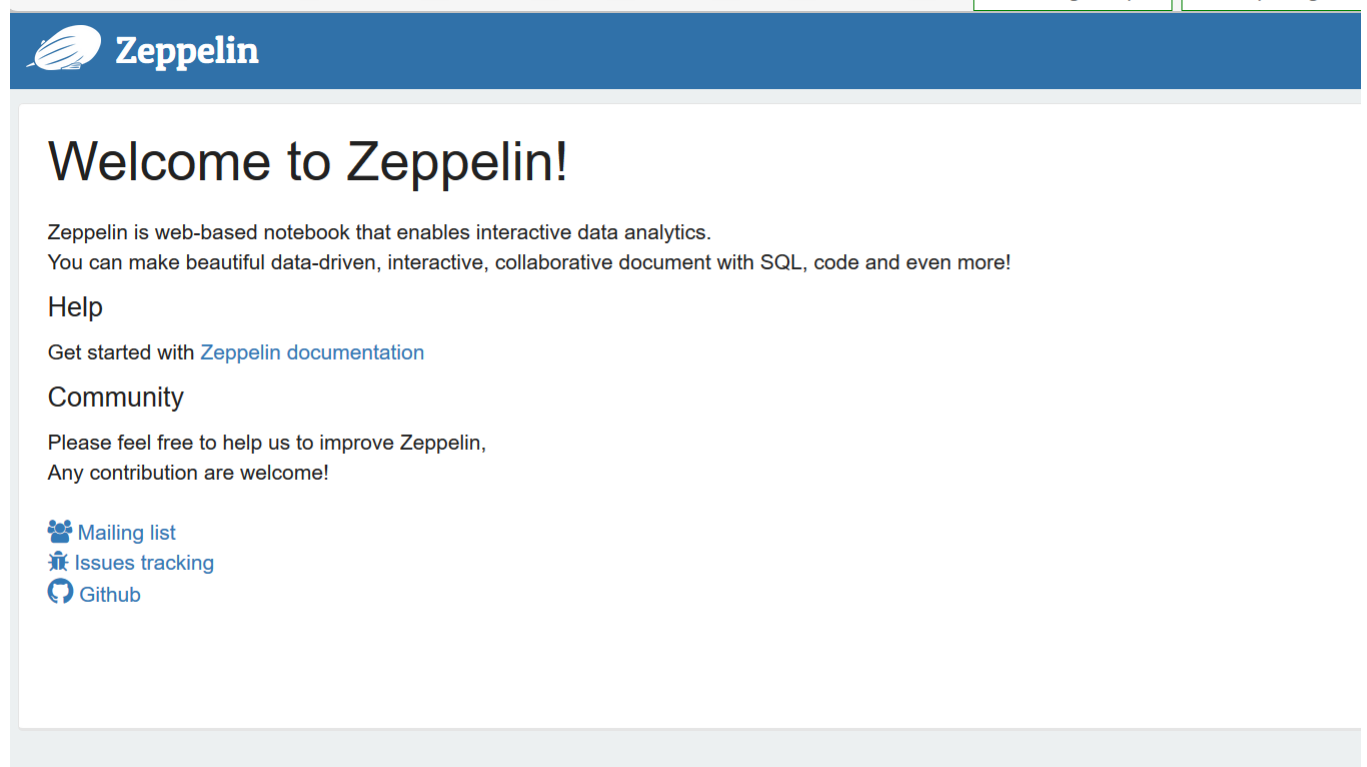 Zeppelin
Welcome to Zeppelin!
Zeppelin is web-based notebook that enables interactive data analytics.
You can make beautiful data-driven, interactive, collaborative document with SQL, code and even more!
Help
Get started with Zeppelin documentation
Community
Please feel free to help us to improve Zeppelin,
Any contribution are welcome!
Mailing list
Issues tracking
Github